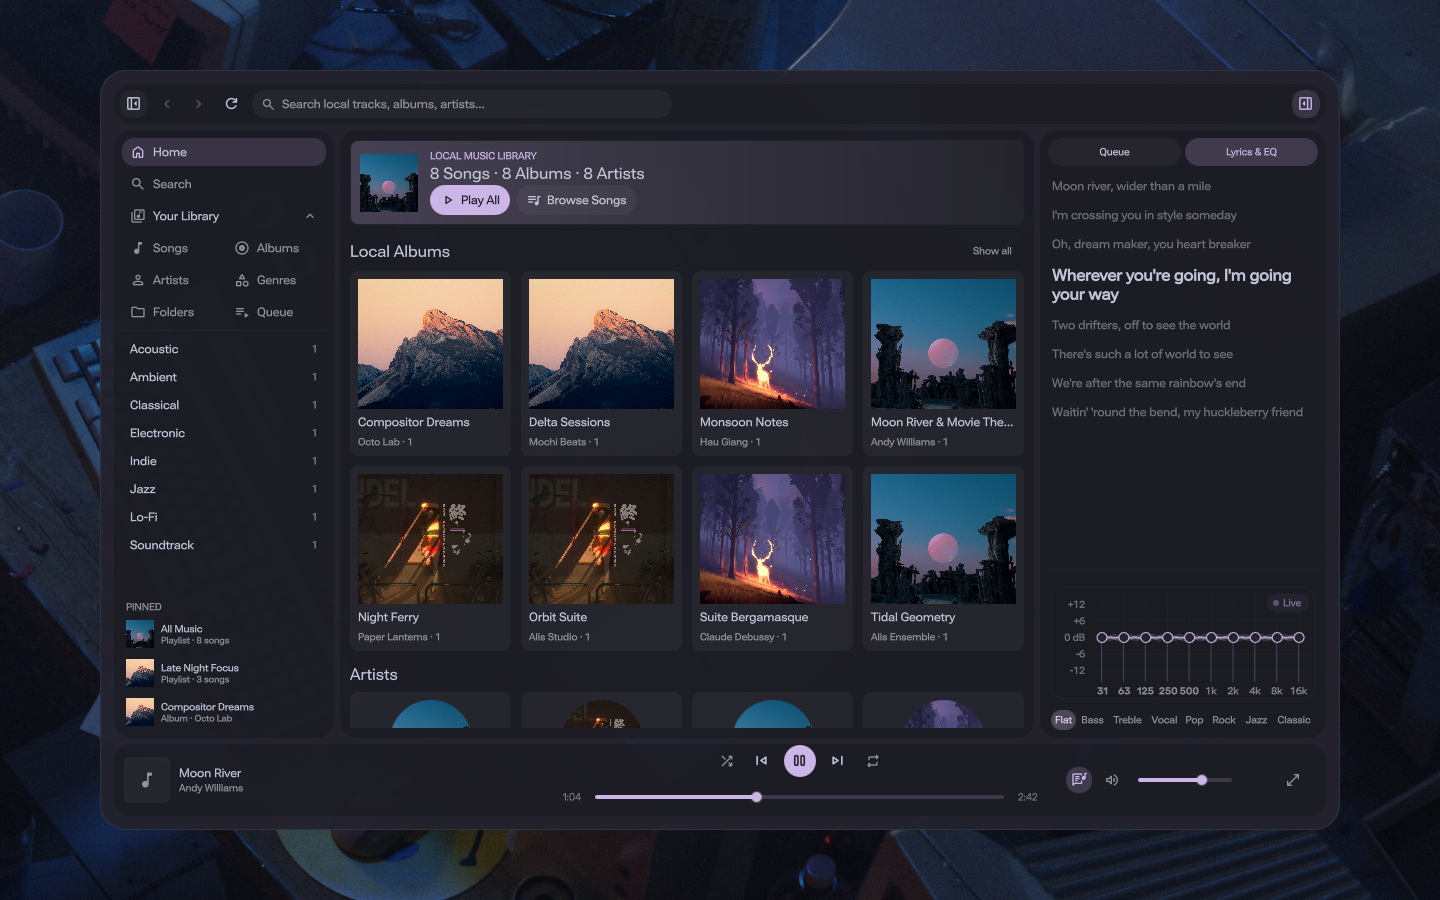 Search local tracks, albums, artists...
Home
Search
Your Library
Songs
Albums
Artists
Genres
Folders
Queue
Acoustic 1
Ambient 1
Classical 1
Electronic 1
Indie 1
Jazz 1
Lo-Fi 1
Soundtrack 1
PINNED
All Music
Playlist · 8 songs
Late Night Focus
Playlist · 3 songs
Compositor Dreams
Album · Octo Lab
LOCAL MUSIC LIBRARY
8 Songs · 8 Albums · 8 Artists
Play All
Browse Songs
Local Albums
Show all
Compositor Dreams
Octo Lab · 1
Delta Sessions
Mochi Beats · 1
Monsoon Notes
Hau Giang · 1
Moon River & Movie The...
Andy Williams · 1
Night Ferry
Paper Lanterns · 1
Orbit Suite
Alis Studio · 1
Suite Bergamasque
Claude Debussy · 1
Tidal Geometry
Alis Ensemble · 1
Artists
Queue
Lyrics & EQ
Moon river, wider than a mile
I'm crossing you in style someday
Oh, dream maker, you heart breaker
Wherever you're going, I'm going
your way
Two drifters, off to see the world
There's such a lot of world to see
We're after the same rainbow's end
Waitin' 'round the bend, my huckleberry friend
Live
+12
+6
0 dB
-6
-12
31 63 125 250 500 1k 2k 4k 8k 16k
Flat Bass Treble Vocal Pop Rock Jazz Classic
Moon River
Andy Williams
1:04
2:42